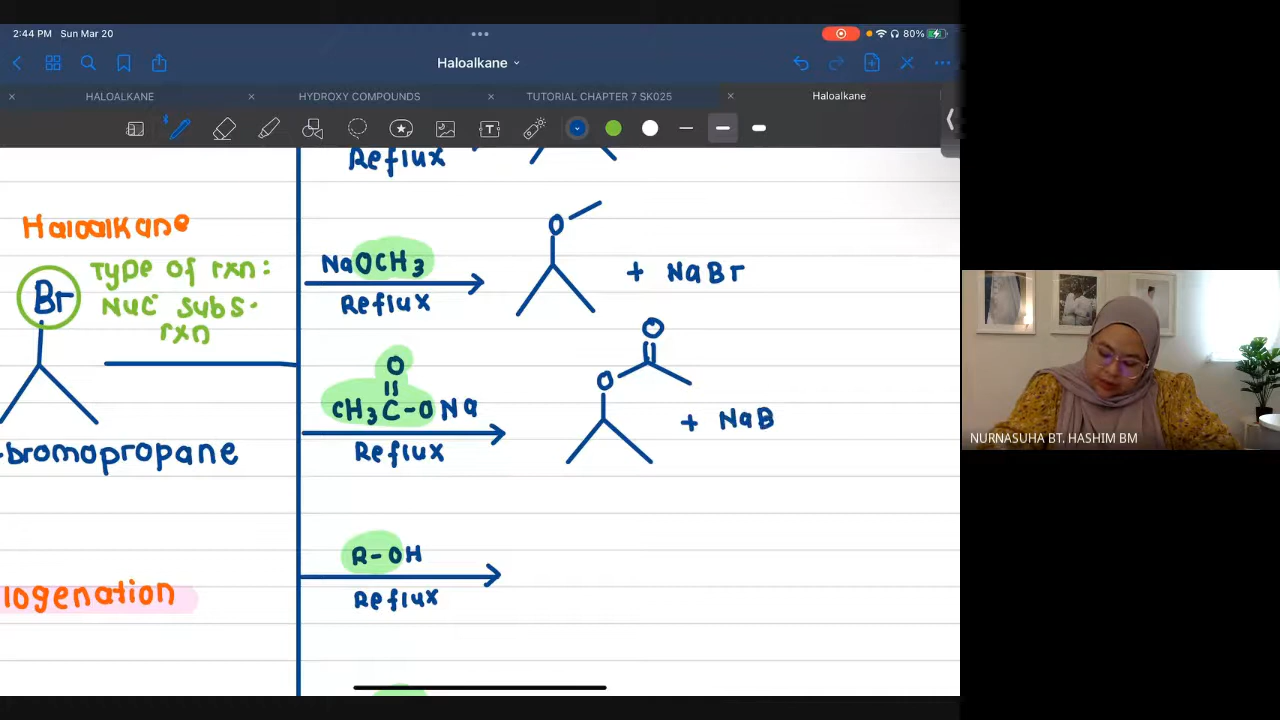 2:44 PM Sun Mar 20
80%
Haloalkane
HALOALKANE
HYDROXY COMPOUNDS
TUTORIAL CHAPTER 7 SK025
Haloalkane
Reflux
Haloalkane
Br
Type of rxn:
Nuc subs.
rxn
-bromopropane
logenation
NaOCH3
Reflux
O
+ NaBr
O
CH3C-ONa
Reflux
O
O
+ NaB
R-OH
Reflux
NURNASUHA BT. HASHIM BM